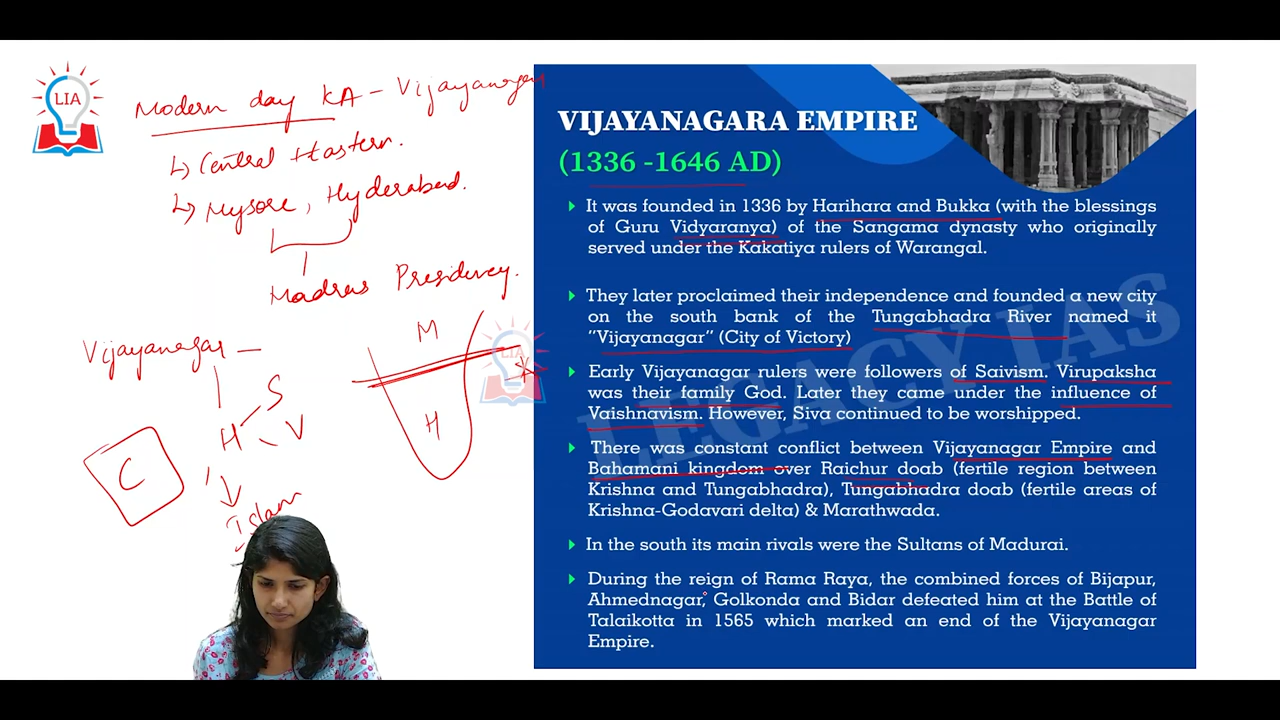 LIA
Modern day KA - Vijayanagara
↳ Central + Eastern.
↳ Mysore, Hyderabad.
Madras Presidency.
Vijayanagar -
S
H
V
C
Islam
M
H
LIA
VIJAYANAGARA EMPIRE
(1336 -1646 AD)
It was founded in 1336 by Harihara and Bukka (with the blessings
of Guru Vidyaranya) of the Sangama dynasty who originally
served under the Kakatiya rulers of Warangal.
They later proclaimed their independence and founded a new city
on the south bank of the Tungabhadra River named it
“Vijayanagar” (City of Victory)
Early Vijayanagar rulers were followers of Saivism. Virupaksha
was their family God. Later they came under the influence of
Vaishnavism. However, Siva continued to be worshipped.
There was constant conflict between Vijayanagar Empire and
Bahamani kingdom over Raichur doab (fertile region between
Krishna and Tungabhadra), Tungabhadra doab (fertile areas of
Krishna-Godavari delta) & Marathwada.
In the south its main rivals were the Sultans of Madurai.
During the reign of Rama Raya, the combined forces of Bijapur,
Ahmednagar, Golkonda and Bidar defeated him at the Battle of
Talaikotta in 1565 which marked an end of the Vijayanagar
Empire.
LEGACY IAS